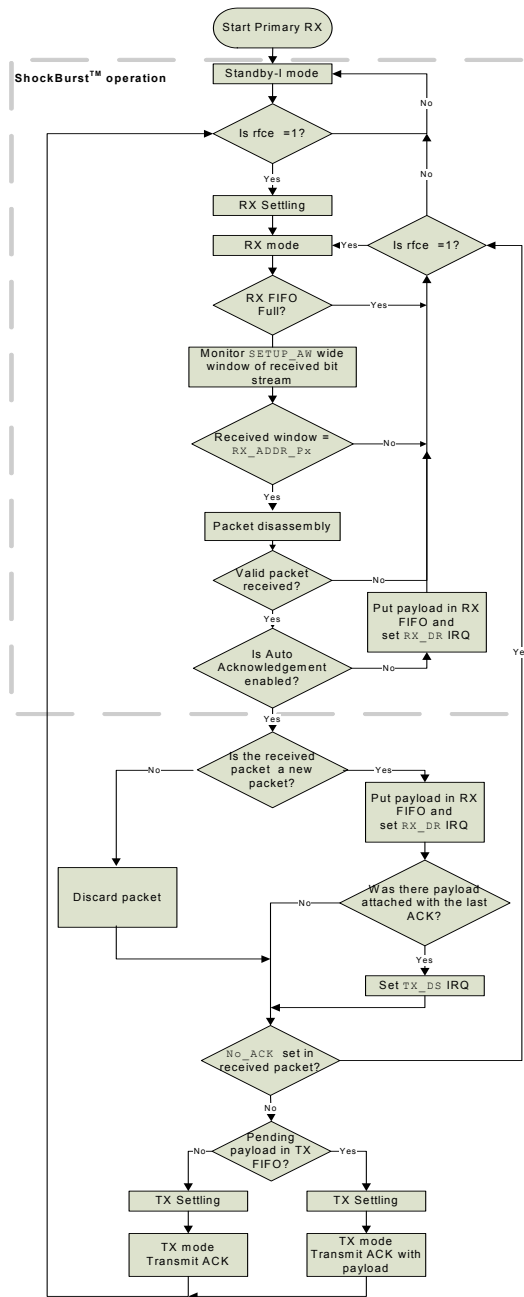 Start Primary RX
ShockBurst™ operation
Standby-I mode
No
Is rfce =1?
Yes
No
RX Settling
RX mode
Yes
Is rfce =1?
RX FIFO
Full?
Yes
Monitor SETUP_AW wide
window of received bit
stream
Received window =
RX_ADDR_Px
No
Yes
Packet disassembly
Valid packet
received?
No
Yes
Put payload in RX
FIFO and
set RX_DR IRQ
Is Auto
Acknowledgement
enabled?
No
Ye
Yes
Is the received
packet a new
packet?
No
Yes
Put payload in RX
FIFO and
set RX_DR IRQ
Discard packet
Was there payload
attached with the last
ACK?
No
Yes
Set TX_DS IRQ
No_ACK set in
received packet?
No
Pending
payload in TX
FIFO?
No
Yes
TX Settling
TX Settling
TX mode
Transmit ACK
TX mode
Transmit ACK with
payload